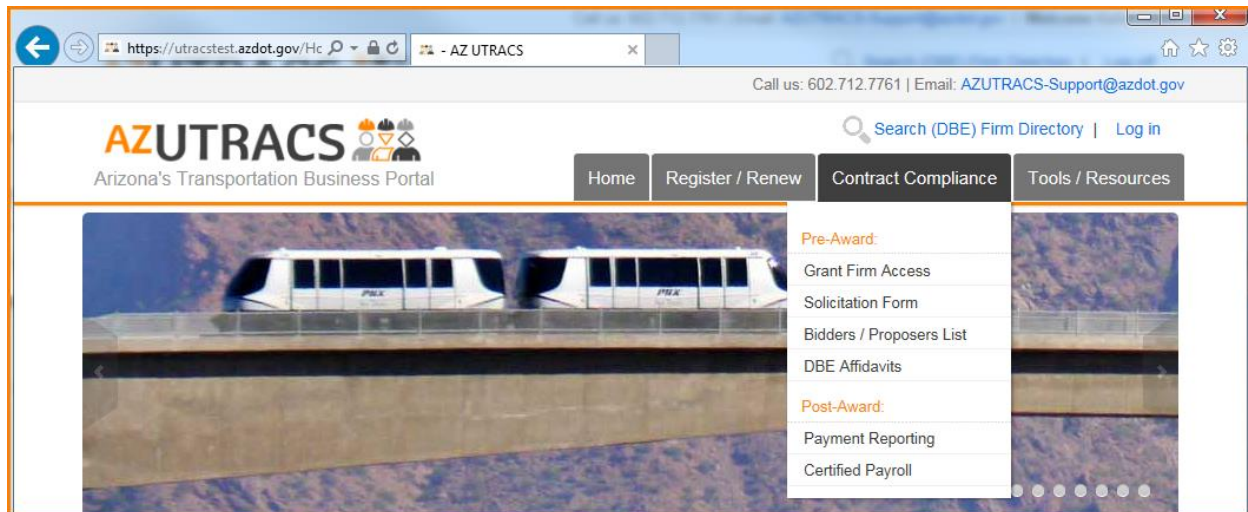 https://utracstest.azdot.gov/Hc
- AZ UTRACS
Call us: 602.712.7761 | Email: AZUTRACS-Support@azdot.gov
Search (DBE) Firm Directory | Log in
AZUTRACS
Arizona's Transportation Business Portal
Home Register / Renew Contract Compliance Tools / Resources
Pre-Award:
Grant Firm Access
Solicitation Form
Bidders / Proposers List
DBE Affidavits
Post-Award:
Payment Reporting
Certified Payroll